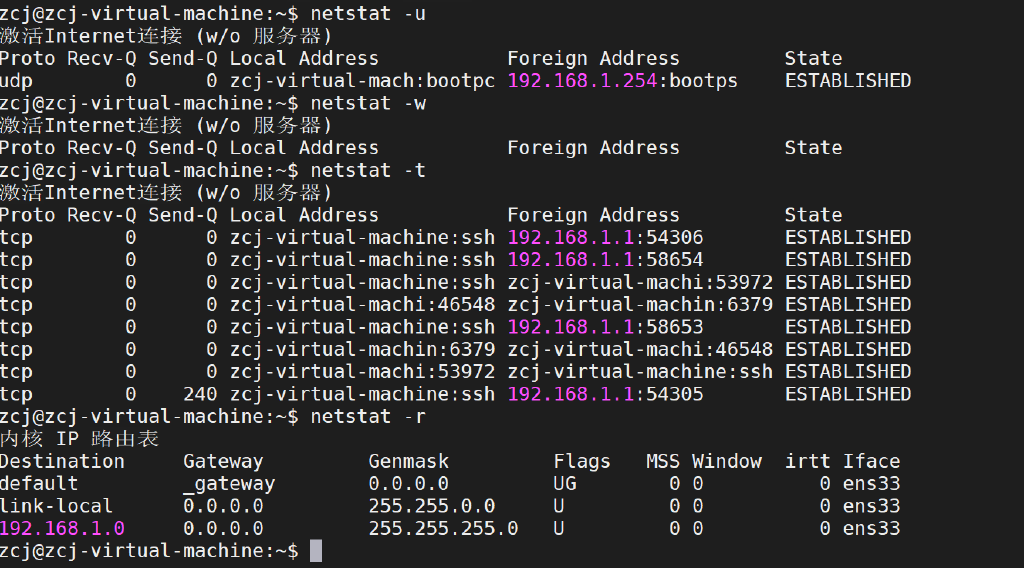 zcj@zcj-virtual-machine:~$ netstat -u
激活Internet连接 (w/o 服务器)
Proto Recv-Q Send-Q Local Address           Foreign Address         State
udp        0      0 zcj-virtual-mach:bootpc 192.168.1.254:bootps    ESTABLISHED
zcj@zcj-virtual-machine:~$ netstat -w
激活Internet连接 (w/o 服务器)
Proto Recv-Q Send-Q Local Address           Foreign Address         State
zcj@zcj-virtual-machine:~$ netstat -t
激活Internet连接 (w/o 服务器)
Proto Recv-Q Send-Q Local Address           Foreign Address         State
tcp        0      0 zcj-virtual-machine:ssh 192.168.1.1:54306       ESTABLISHED
tcp        0      0 zcj-virtual-machine:ssh 192.168.1.1:58654       ESTABLISHED
tcp        0      0 zcj-virtual-machine:ssh zcj-virtual-machi:53972 ESTABLISHED
tcp        0      0 zcj-virtual-machi:46548 zcj-virtual-machin:6379 ESTABLISHED
tcp        0      0 zcj-virtual-machine:ssh 192.168.1.1:58653       ESTABLISHED
tcp        0      0 zcj-virtual-machin:6379 zcj-virtual-machi:46548 ESTABLISHED
tcp        0      0 zcj-virtual-machi:53972 zcj-virtual-machine:ssh ESTABLISHED
tcp        0    240 zcj-virtual-machine:ssh 192.168.1.1:54305       ESTABLISHED
zcj@zcj-virtual-machine:~$ netstat -r
内核 IP 路由表
Destination     Gateway         Genmask         Flags   MSS Window  irtt Iface
default         _gateway        0.0.0.0         UG        0 0          0 ens33
link-local      0.0.0.0         255.255.0.0     U         0 0          0 ens33
192.168.1.0     0.0.0.0         255.255.255.0   U         0 0          0 ens33
zcj@zcj-virtual-machine:~$